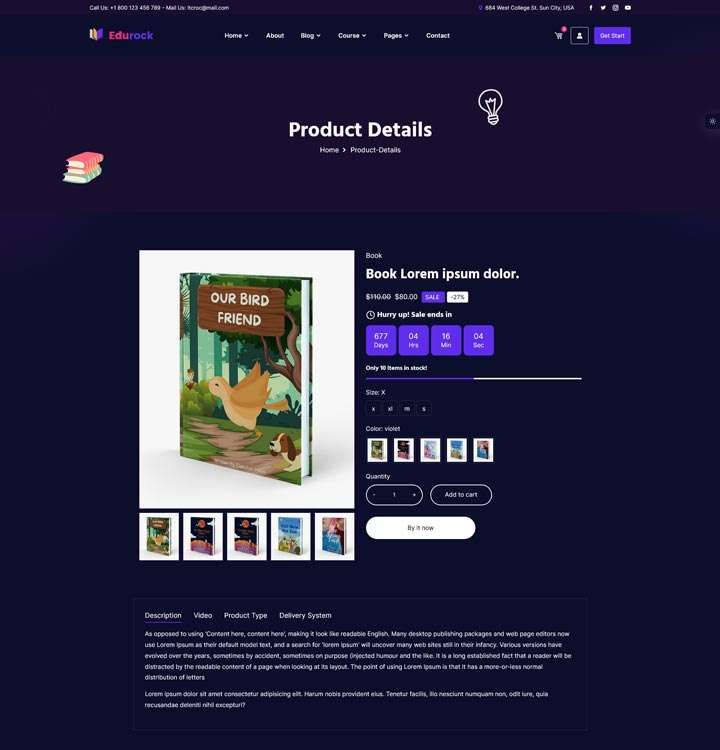 Call Us: +1 800 123 456 789 - Mail Us: Itcroc@mail.com
684 West College St. Sun City, USA
Edurock
Home About Blog Course Pages Contact
0
Get Start
Product Details
Home > Product-Details
Book
OUR BIRD
FRIEND
Book Lorem ipsum dolor.
$110.00 $80.00 SALE -27%
Hurry up! Sale ends in
677 04 16 04
Days Hrs Min Sec
Only 10 items in stock!
Size: X
x xl m s
Color: violet
Quantity
- 1 + Add to cart
By it now
Description Video Product Type Delivery System
As opposed to using 'Content here, content here', making it look like readable English. Many desktop publishing packages and web page editors now
use Lorem Ipsum as their default model text, and a search for 'lorem ipsum' will uncover many web sites still in their infancy. Various versions have
evolved over the years, sometimes by accident, sometimes on purpose (injected humour and the like. It is a long established fact that a reader will be
distracted by the readable content of a page when looking at its layout. The point of using Lorem Ipsum is that it has a more-or-less normal
distribution of letters
Lorem ipsum dolor sit amet consectetur adipisicing elit. Harum nobis provident eius. Tenetur facilis, illo nesciunt numquam non, odit iure, quia
recusandae deleniti nihil excepturi?